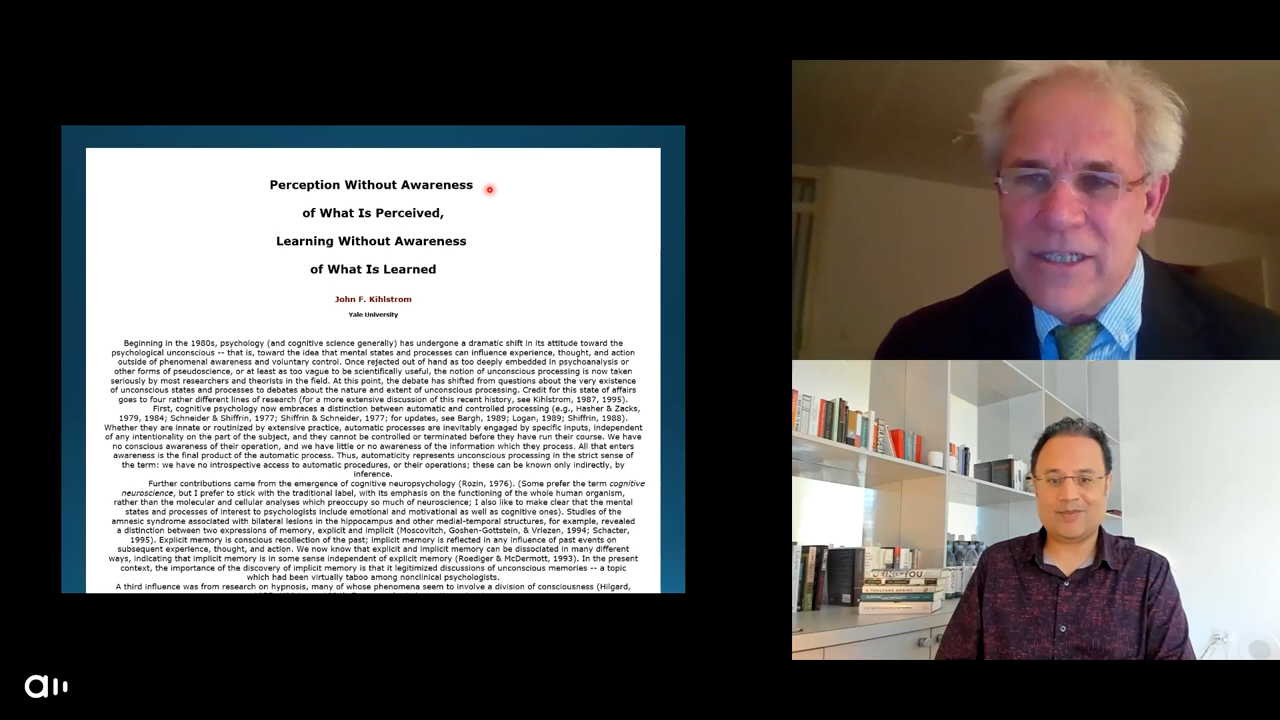 Perception Without Awareness
of What Is Perceived,
Learning Without Awareness
of What Is Learned
John F. Kihlstrom
Yale University
Beginning in the 1980s, psychology (and cognitive science generally) has undergone a dramatic shift in its attitude toward the
psychological unconscious -- that is, toward the idea that mental states and processes can influence experience, thought, and action
outside of phenomenal awareness and voluntary control. Once rejected out of hand as too deeply embedded in psychoanalysis or
other forms of pseudoscience, or at least as too vague to be scientifically useful, the notion of unconscious processing is now taken
seriously by most researchers and theorists in the field. At this point, the debate has shifted from questions about the very existence
of unconscious states and processes to debates about the nature and extent of unconscious processing. Credit for this state of affairs
goes to four rather different lines of research (for a more extensive discussion of this recent history, see Kihlstrom, 1987, 1995).
First, cognitive psychology now embraces a distinction between automatic and controlled processing (e.g., Hasher & Zacks,
1979, 1984; Schneider & Shiffrin, 1977; Shiffrin & Schneider, 1977; for updates, see Bargh, 1989; Logan, 1989; Shiffrin, 1988).
Whether they are innate or routinized by extensive practice, automatic processes are inevitably engaged by specific inputs, independent
of any intentionality on the part of the subject, and they cannot be controlled or terminated before they have run their course. We have
no conscious awareness of their operation, and we have little or no awareness of the information which they process. All that enters
awareness is the final product of the automatic process. Thus, automaticity represents unconscious processing in the strict sense of
the term: we have no introspective access to automatic procedures, or their operations; these can be known only indirectly, by
inference.
Further contributions came from the emergence of cognitive neuropsychology (Rozin, 1976). (Some prefer the term cognitive
neuroscience, but I prefer to stick with the traditional label, with its emphasis on the functioning of the whole human organism,
rather than the molecular and cellular analyses which preoccupy so much of neuroscience; I also like to make clear that the mental
states and processes of interest to psychologists include emotional and motivational as well as cognitive ones). Studies of the
amnesic syndrome associated with bilateral lesions in the hippocampus and other medial-temporal structures, for example, revealed
a distinction between two expressions of memory, explicit and implicit (Moscovitch, Goshen-Gottstein, & Vriezen, 1994; Schacter,
1995). Explicit memory is conscious recollection of the past; implicit memory is reflected in any influence of past events on
subsequent experience, thought, and action. We now know that explicit and implicit memory can be dissociated in many different
ways, indicating that implicit memory is in some sense independent of explicit memory (Roediger & McDermott, 1993). In the present
context, the importance of the discovery of implicit memory is that it legitimized discussions of unconscious memories -- a topic
which had been virtually taboo among nonclinical psychologists.
A third influence was from research on hypnosis, many of whose phenomena seem to involve a division of consciousness (Hilgard,